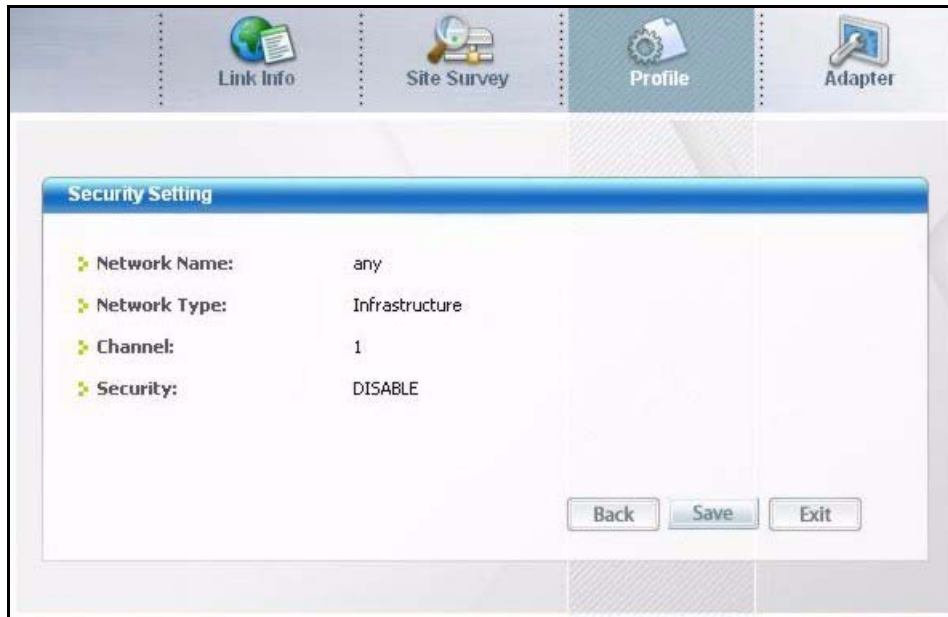 Link Info
Site Survey
Profile
Adapter
Security Setting
Network Name: any
Network Type: Infrastructure
Channel: 1
Security: DISABLE
Back
Save
Exit